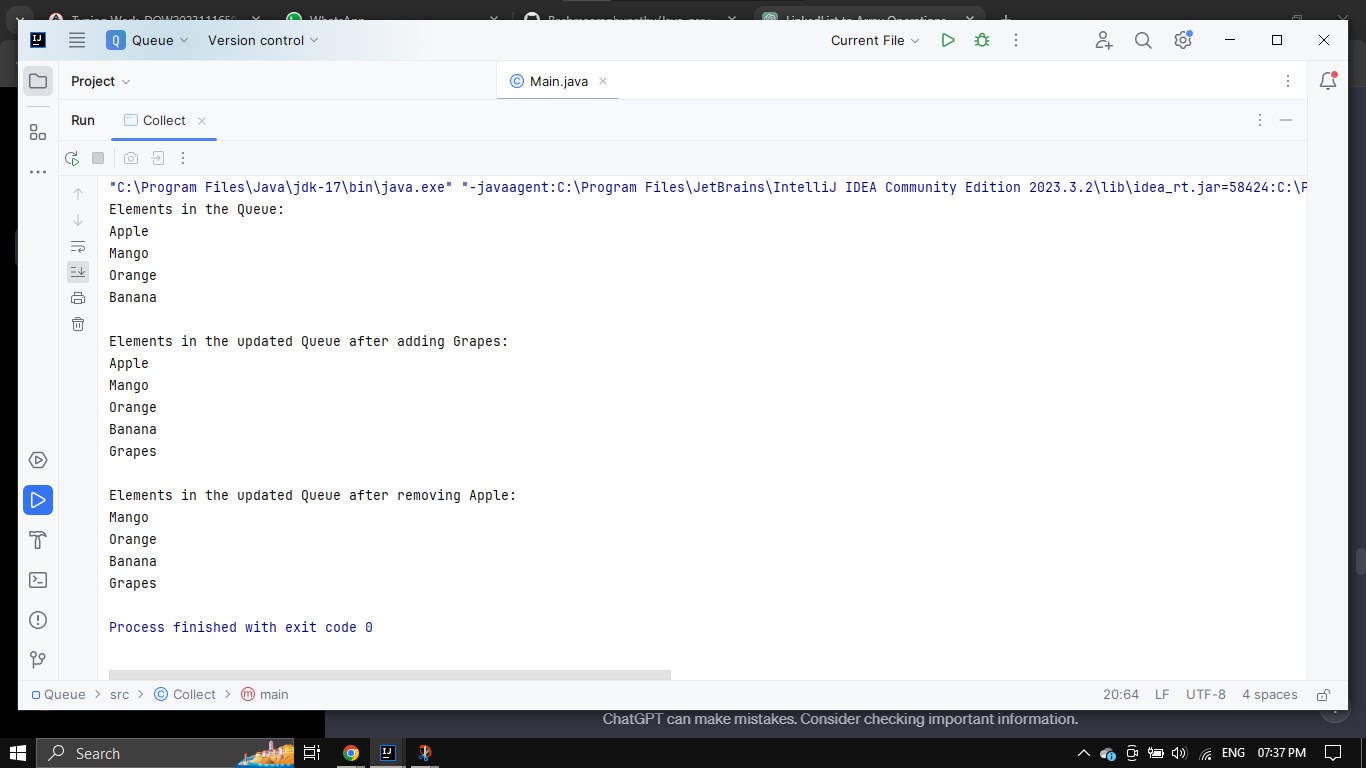 WhatsApp
LinkedList to Array Operations
Q Queue Version control Current File
Project Main.java
Run Collect
"C:\Program Files\Java\jdk-17\bin\java.exe" "-javaagent:C:\Program Files\JetBrains\IntelliJ IDEA Community Edition 2023.3.2\lib\idea_rt.jar=58424:C:\P
Elements in the Queue:
Apple
Mango
Orange
Banana
Elements in the updated Queue after adding Grapes:
Apple
Mango
Orange
Banana
Grapes
Elements in the updated Queue after removing Apple:
Mango
Orange
Banana
Grapes
Process finished with exit code 0
Queue > src > Collect > main 20:64 LF UTF-8 4 spaces
ChatGPT can make mistakes. Consider checking important information.
Search ENG 07:37 PM